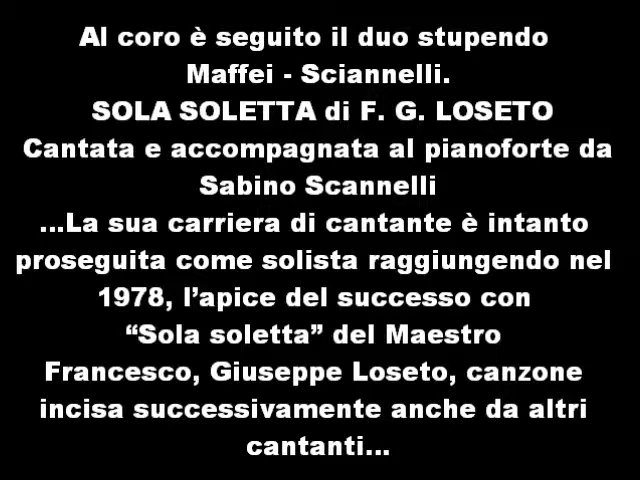 Al coro è seguito il duo stupendo
Maffei - Sciannelli.
SOLA SOLETTA di F. G. LOSETO
Cantata e accompagnata al pianoforte da
Sabino Scannelli
...La sua carriera di cantante è intanto
proseguita come solista raggiungendo nel
1978, l’apice del successo con
“Sola soletta” del Maestro
Francesco, Giuseppe Loseto, canzone
incisa successivamente anche da altri
cantanti...